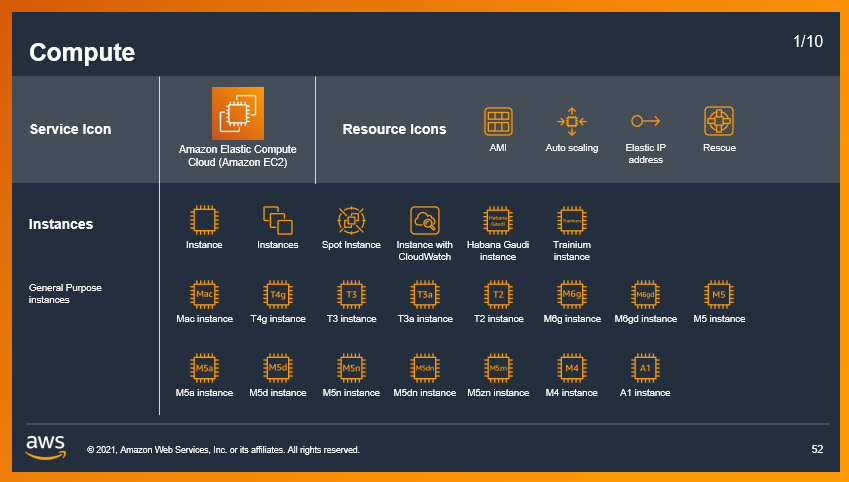 Compute
1/10
Service Icon
Amazon Elastic Compute
Cloud (Amazon EC2)
Resource Icons
AMI
Auto scaling
Elastic IP
address
Rescue
Instances
Habana
Gaudi
Trainium
Instance
Instances
Spot Instance
Instance with
CloudWatch
Habana Gaudi
instance
Trainium
instance
General Purpose
instances
Mac
T4g
T3
T3a
T2
M6g
M6gd
M5
Mac instance
T4g instance
T3 instance
T3a instance
T2 instance
M6g instance
M6gd instance
M5 instance
M5a
M5d
M5n
M5dn
M5zn
M4
A1
M5a instance
M5d instance
M5n instance
M5dn instance
M5zn instance
M4 instance
A1 instance
aws
© 2021, Amazon Web Services, Inc. or its affiliates. All rights reserved.
52